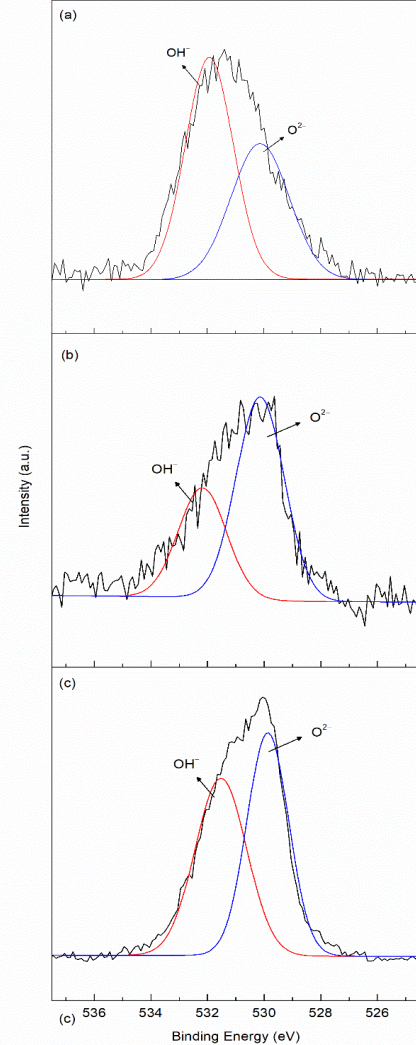 (a)
OH⁻
O²⁻
(b)
OH⁻
O²⁻
Intensity (a.u.)
(c)
OH⁻
O²⁻
536 534 532 530 528 526
(c)
Binding Energy (eV)